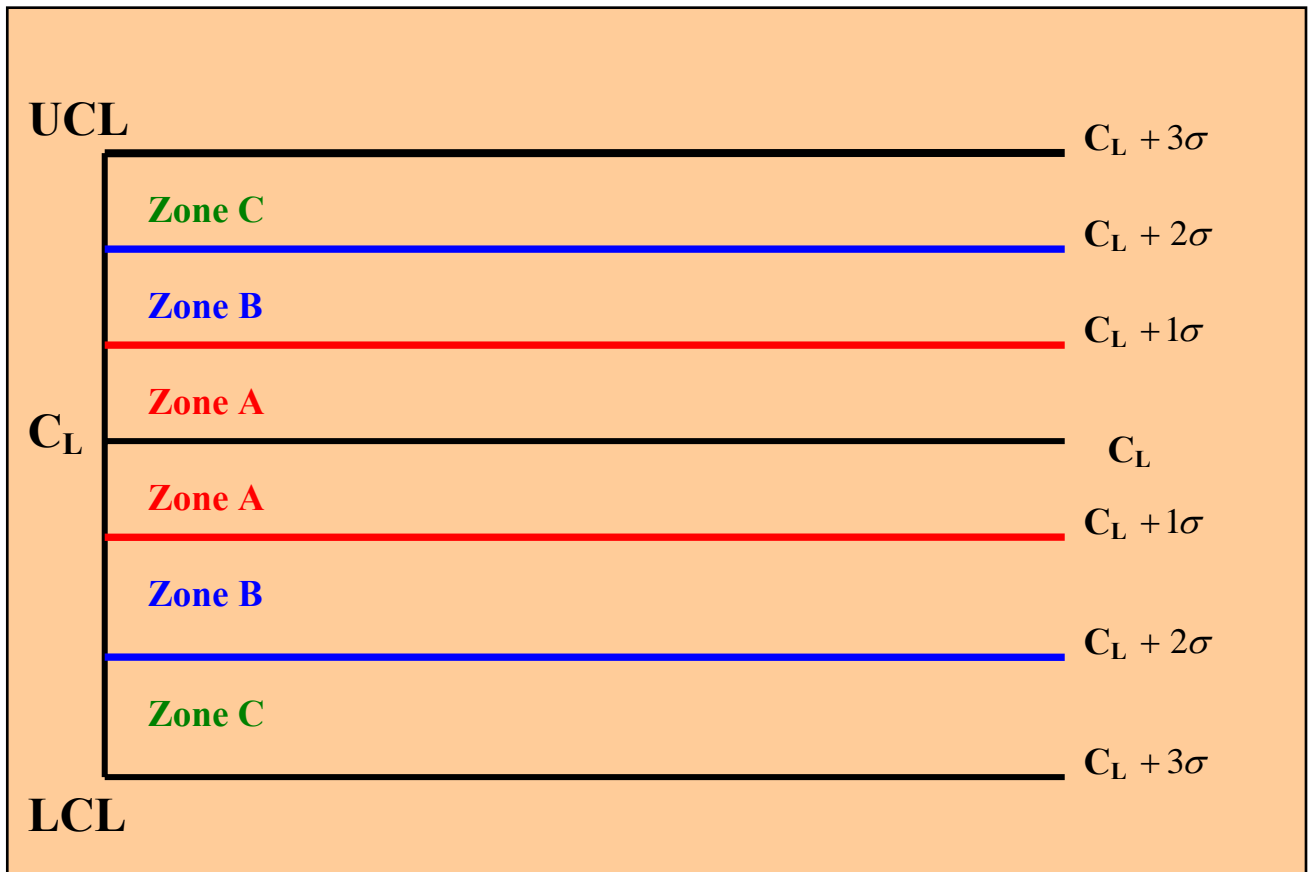 UCL
C_L + 3σ
Zone C
C_L + 2σ
Zone B
C_L + 1σ
Zone A
C_L
C_L
Zone A
C_L + 1σ
Zone B
C_L + 2σ
Zone C
C_L + 3σ
LCL